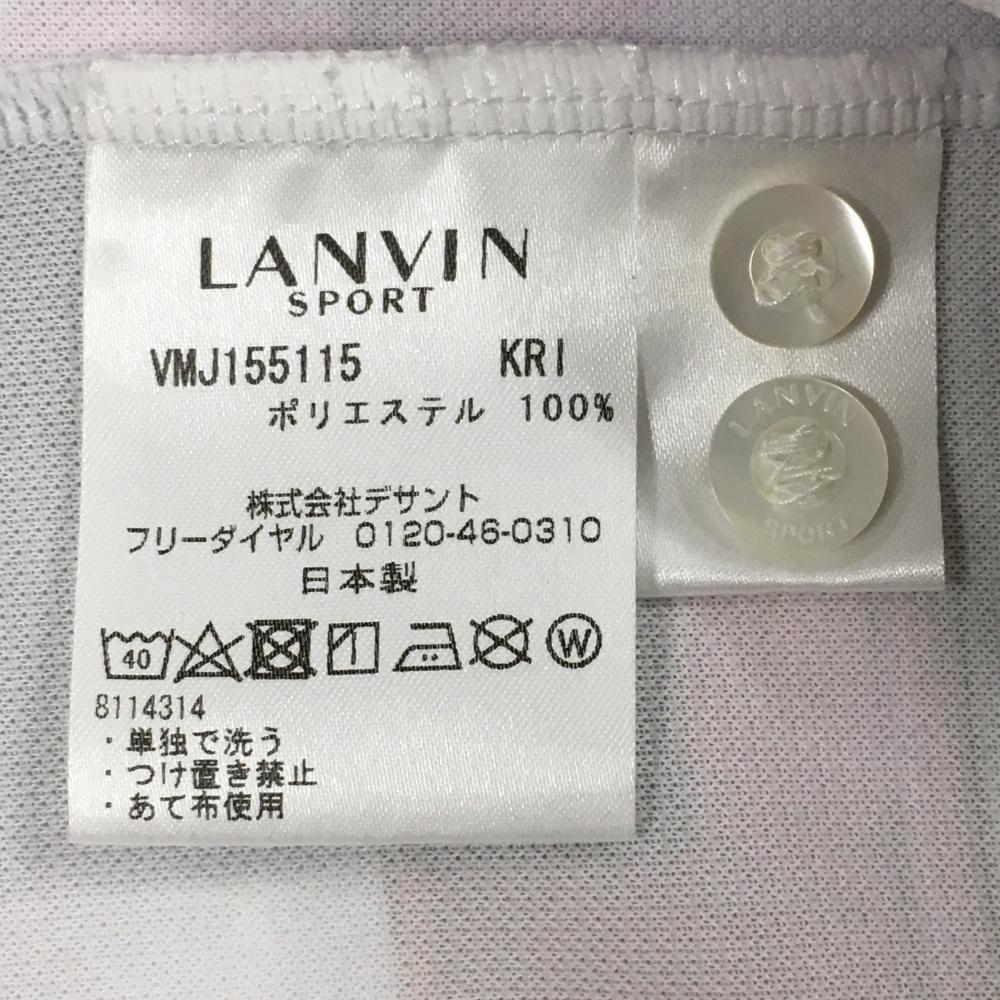 LANVIN
SPORT
VMJ155115 KRI
ポリエステル 100%
株式会社デサント
フリーダイヤル 0120-46-0310
日本製
40
W
8114314
・単独で洗う
・つけ置き禁止
・あて布使用
LANVIN
SPORT